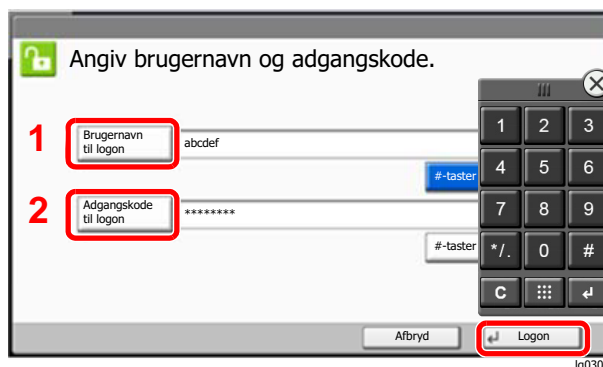 Angiv brugernavn og adgangskode.
1
Brugernavn
til logon
abcdef
#-taster
2
Adgangskode
til logon
********
#-taster
1 2 3
4 5 6
7 8 9
*/. 0 #
C
Afbryd
Logon